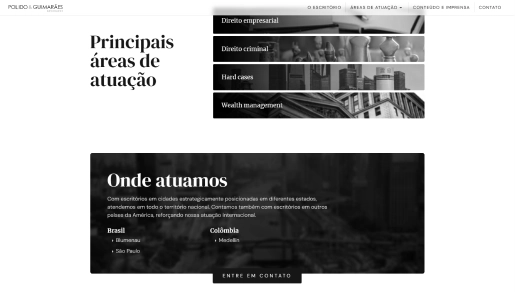 POLIDO & GUIMARÃES
O ESCRITÓRIO
ÁREAS DE ATUAÇÃO
CONTEÚDO E IMPRENSA
CONTATO
Principais
áreas de
atuação
Direito empresarial
Direito criminal
Hard cases
Wealth management
Onde atuamos
Com escritórios em cidades estrategicamente posicionadas em diferentes estados,
atendemos em todo o território nacional. Contamos também com escritórios em outros
países da América, reforçando nossa atuação internacional.
Brasil
Blumenau
São Paulo
Colômbia
Medellín
ENTRE EM CONTATO